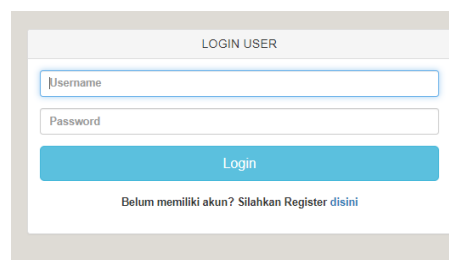 LOGIN USER
Username
Password
Login
Belum memiliki akun? Silahkan Register disini